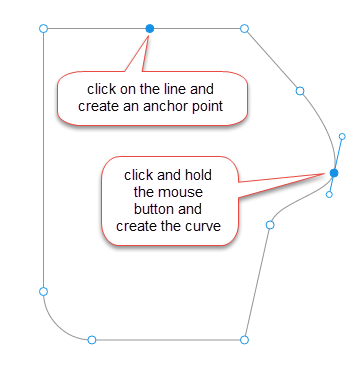 click on the line and
create an anchor point
click and hold
the mouse
button and
create the curve